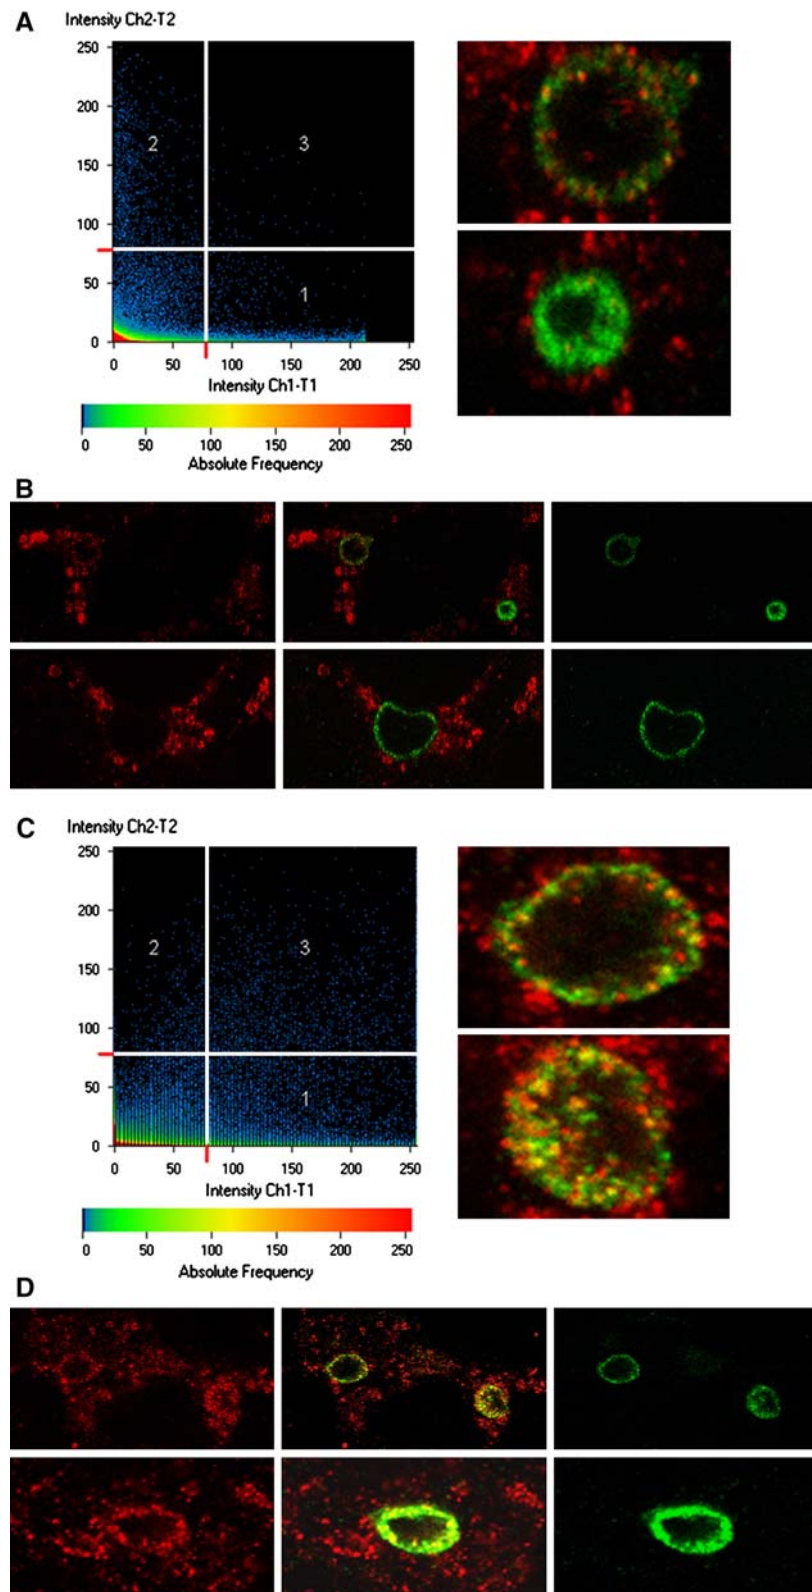 A
Intensity Ch2-T2
250
200
150
100
50
0
2
3
1
0 50 100 150 200 250
Intensity Ch1-T1
0 50 100 150 200 250
Absolute Frequency
B
C
Intensity Ch2-T2
250
200
150
100
50
0
2
3
1
0 50 100 150 200 250
Intensity Ch1-T1
0 50 100 150 200 250
Absolute Frequency
D